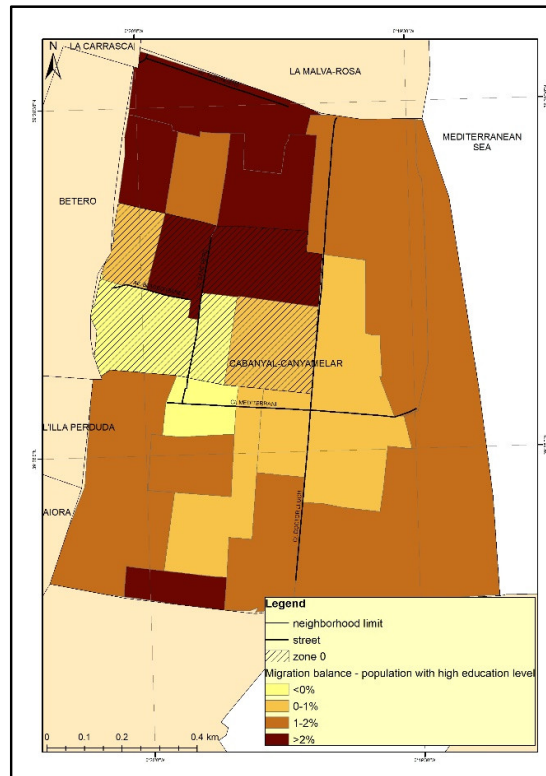 LA CARRASCA
N
LA MALVA-ROSA
MEDITERRANEAN
SEA
BETERO
CABANYAL-CANYAMELAR
C/ MEDITERRANI
L'ILLA PERDUDA
AIORA
Legend
neighborhood limit
street
zone 0
Migration balance - population with high education level
<0%
0-1%
1-2%
>2%
0 0.1 0.2 0.4 km